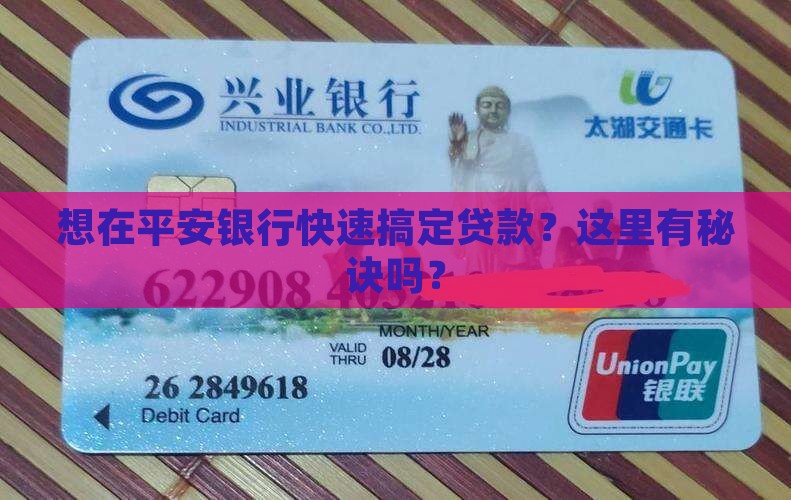 兴业银行
INDUSTRIAL BANK CO.,LTD.
太湖交通卡
想在平安银行快速搞定贷款？这里有秘
诀吗？
622908
MONTH/YEAR
VALID
THRU 08/28
26 2849618
Debit Card
UnionPay
银联